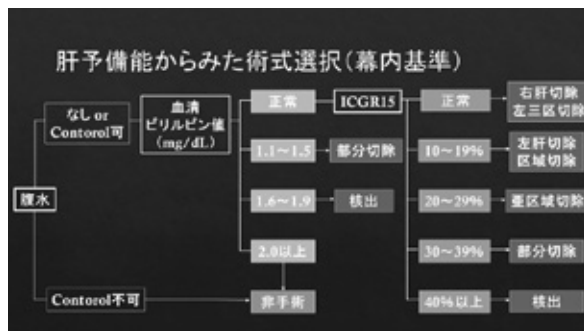 肝予備能からみた術式選択(幕内基準)
腹水
なし or
Contorol可
Contorol不可
血清
ビリルビン値
(mg/dL)
正常
1.1~1.5
1.6~1.9
2.0以上
非手術
ICGR15
部分切除
核出
正常
10~19%
20~29%
30~39%
40%以上
右肝切除
左三区切除
左肝切除
区域切除
亜区域切除
部分切除
核出